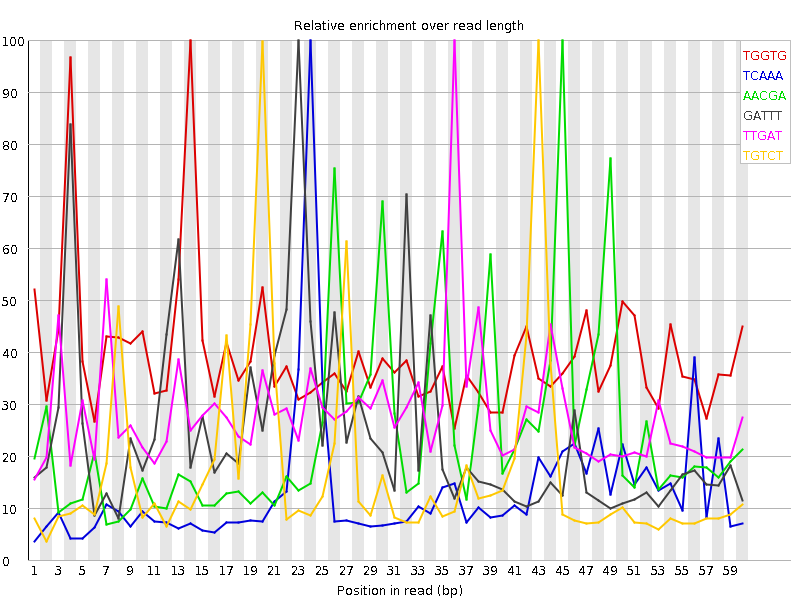 Relative enrichment over read length
100
90
80
70
60
50
40
30
20
10
0
TGGTG
TCAAA
AACGA
GATTT
TTGAT
TGTCT
1 3 5 7 9 11 13 15 17 19 21 23 25 27 29 31 33 35 37 39 41 43 45 47 49 51 53 55 57 59
Position in read (bp)